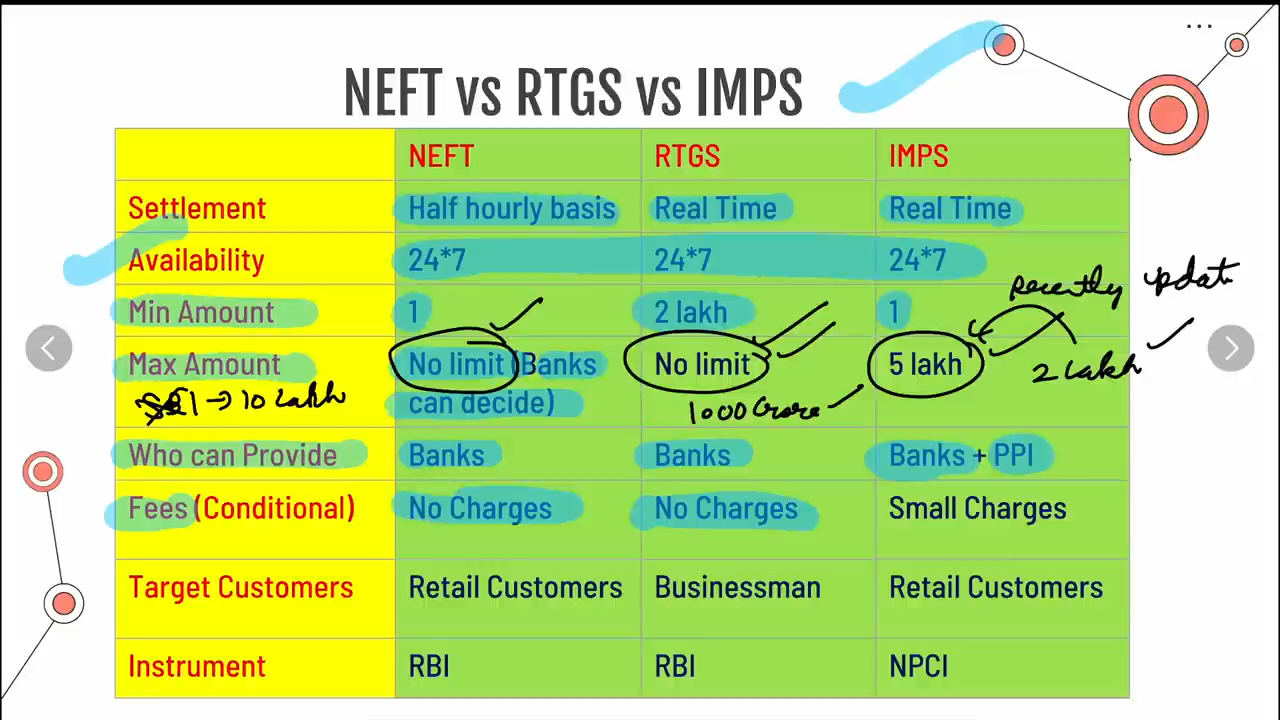 NEFT vs RTGS vs IMPS
NEFT RTGS IMPS
Settlement Half hourly basis Real Time Real Time
Availability 24*7 24*7 24*7
Recently updat
Min Amount 1 2 lakh 1
Max Amount No limit (Banks No limit 5 lakh
2 lakh
can decide)
1 → 10 lakh
1000 Crore
Who can Provide Banks Banks Banks + PPI
Fees (Conditional) No Charges No Charges Small Charges
Target Customers Retail Customers Businessman Retail Customers
Instrument RBI RBI NPCI